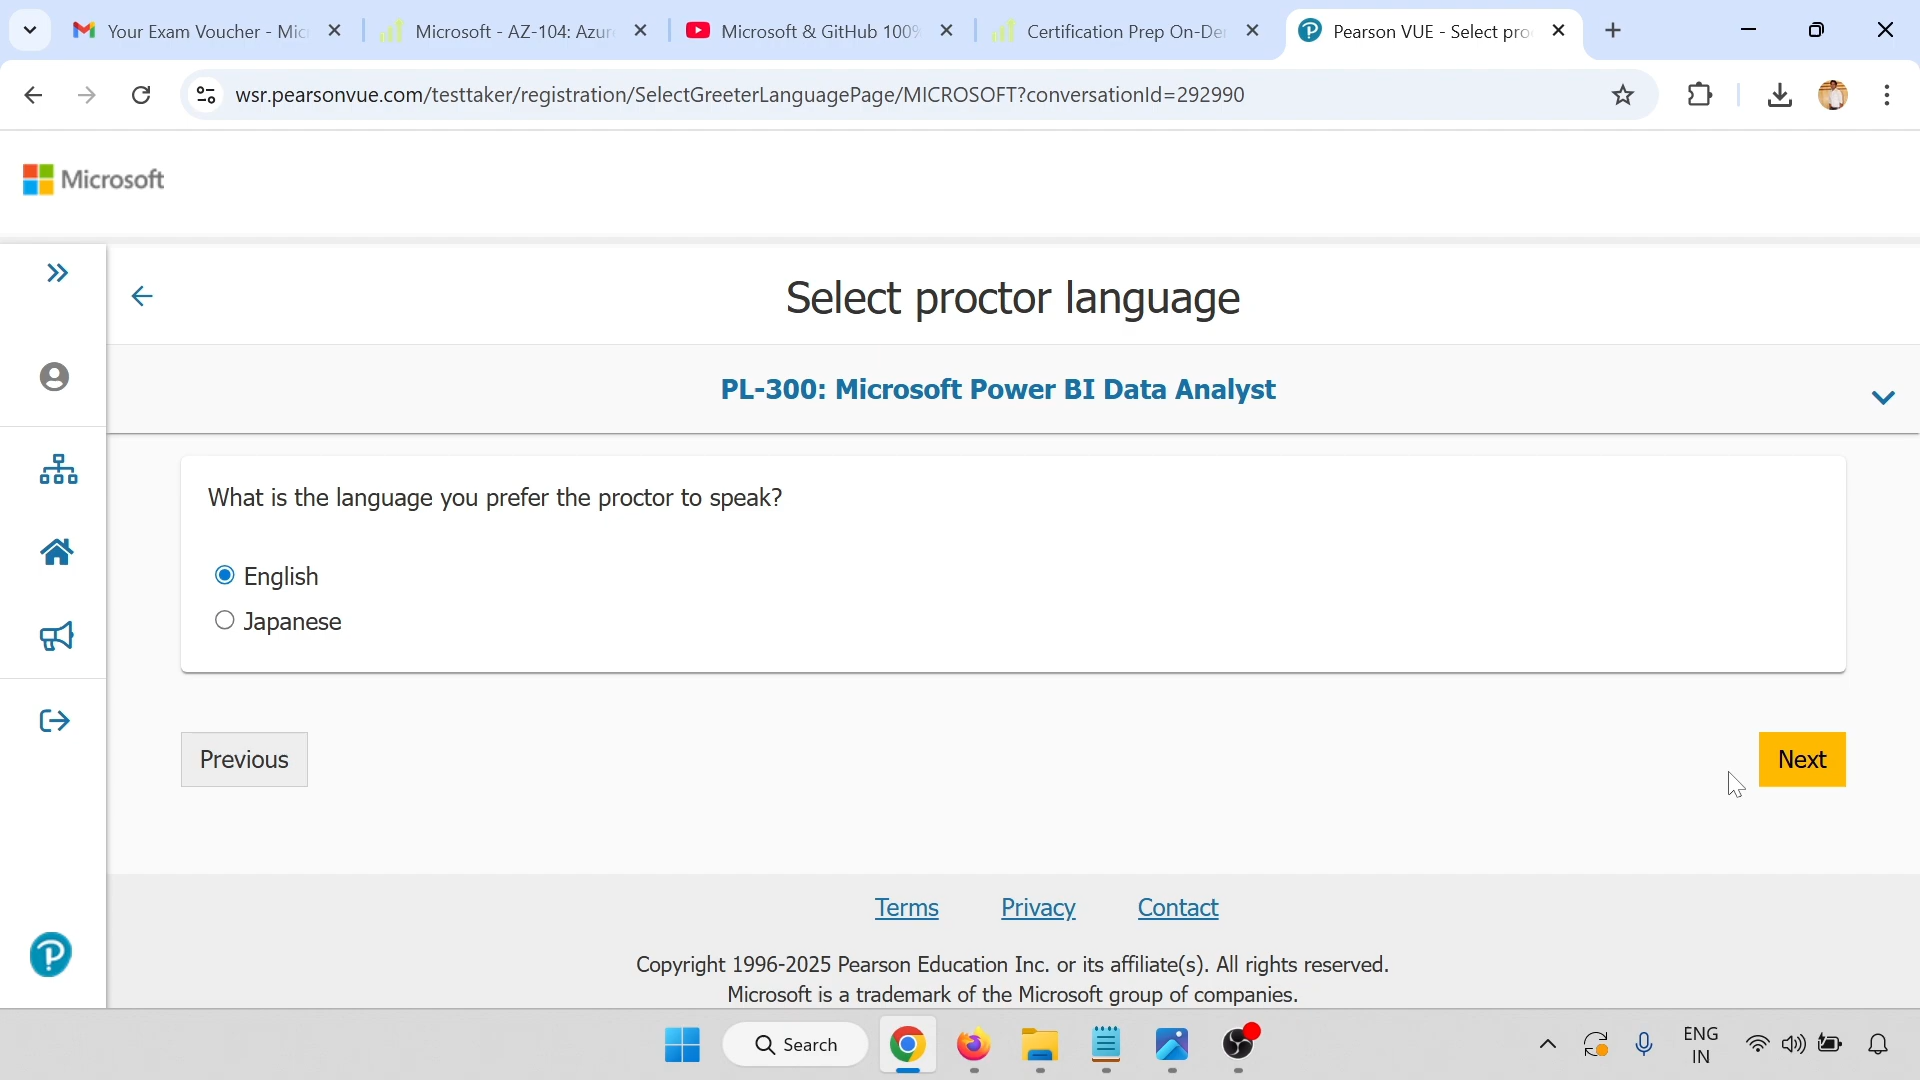 Your Exam Voucher - Mic
Microsoft - AZ-104: Azur
Microsoft & GitHub 100%
Certification Prep On-De
Pearson VUE - Select pro
wsr.pearsonvue.com/testtaker/registration/SelectGreeterLanguagePage/MICROSOFT?conversationId=292990
Microsoft
Select proctor language
PL-300: Microsoft Power BI Data Analyst
What is the language you prefer the proctor to speak?
English
Japanese
Previous
Next
Terms Privacy Contact
Copyright 1996-2025 Pearson Education Inc. or its affiliate(s). All rights reserved.
Microsoft is a trademark of the Microsoft group of companies.
Search
ENG
IN